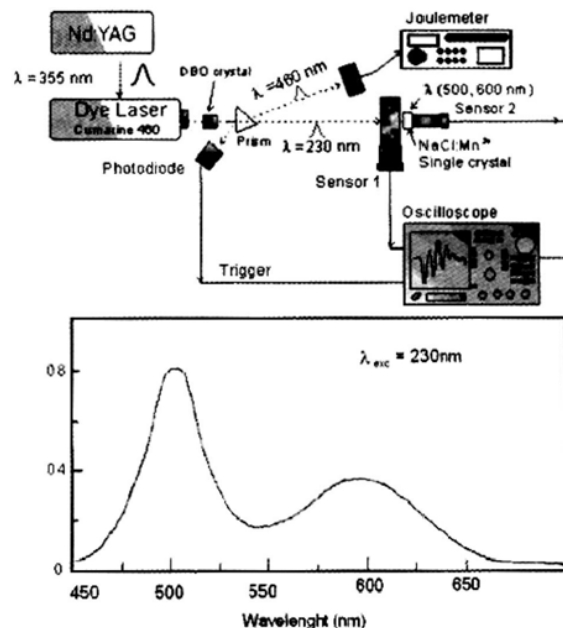 Nd:YAG
Joulemeter
λ = 355 nm
DBO crystal
λ=460 nm
λ (500, 600 nm)
Dye Laser
Cumarine 460
Sensor 2
Prism
λ = 230 nm
NaCl:Mn²⁺
Single crystal
Photodiode
Sensor 1
Oscilloscope
Trigger
λ exc = 230nm
0.8
0.4
0
450
500
550
600
650
Wavelenght (nm)